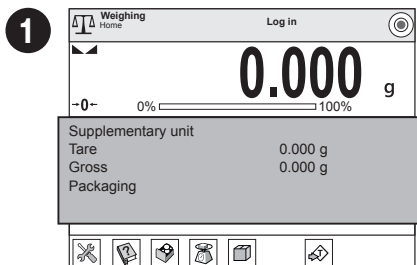 1
Weighing
Home
Log in
0.000 g
→0←
0% 100%
Supplementary unit
Tare 0.000 g
Gross 0.000 g
Packaging
T